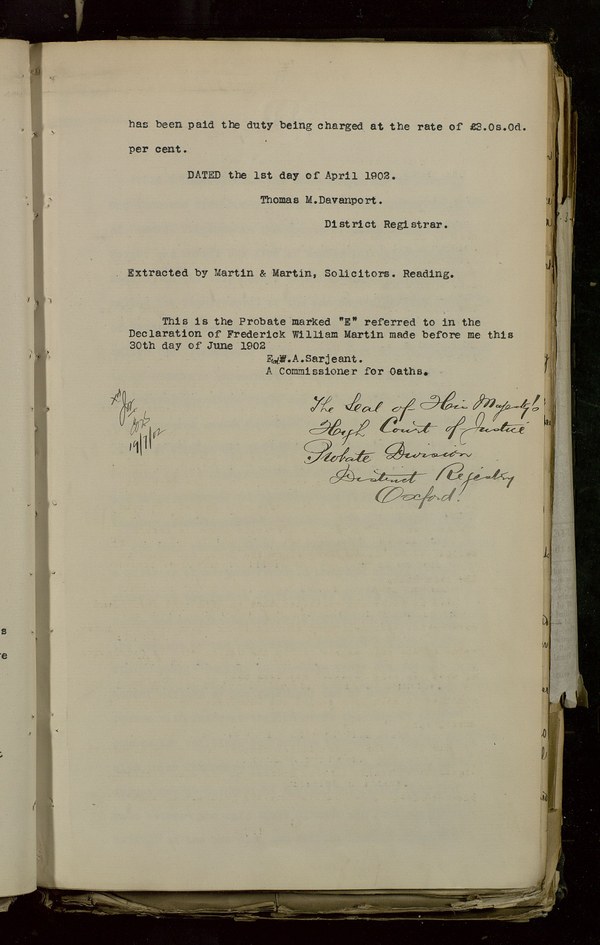 has been paid the duty being charged at the rate of £3.0s.0d.
per cent.
DATED the 1st day of April 1902.
Thomas M.Davanport.
District Registrar.
Extracted by Martin & Martin, Solicitors. Reading.
This is the Probate marked "E" referred to in the
Declaration of Frederick William Martin made before me this
30th day of June 1902
E.W.A.Sarjeant.
A Commissioner for Oaths.
19/7/02
The Seal of His Majesty's
High Court of Justice
Probate Division
District Registry
Oxford.
s
e